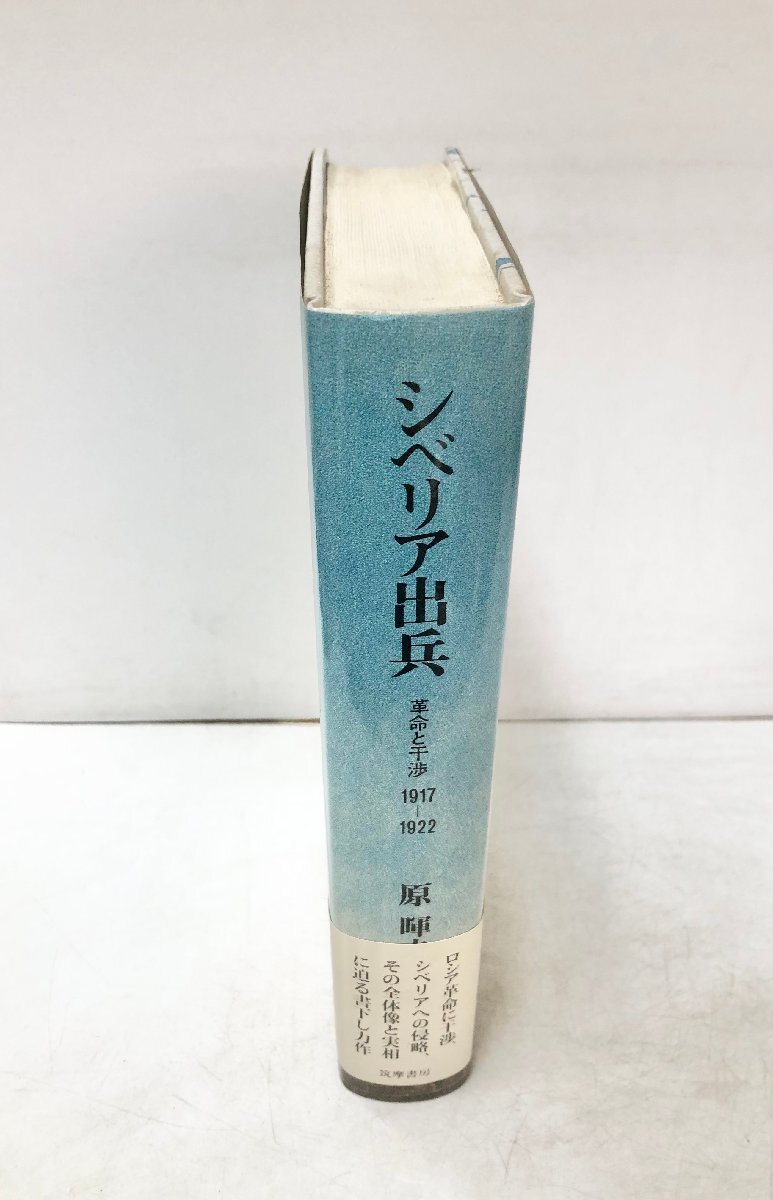 シベリア出兵
革命と干渉
1917
|
1922
原 暉
ロシア革命に干渉、
シベリアへの侵略、
その全体像と実相
に迫る書下し力作
筑摩書房